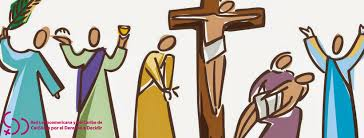 Red Latinoamericana y del Caribe de
Católicas por el Derecho a Decidir